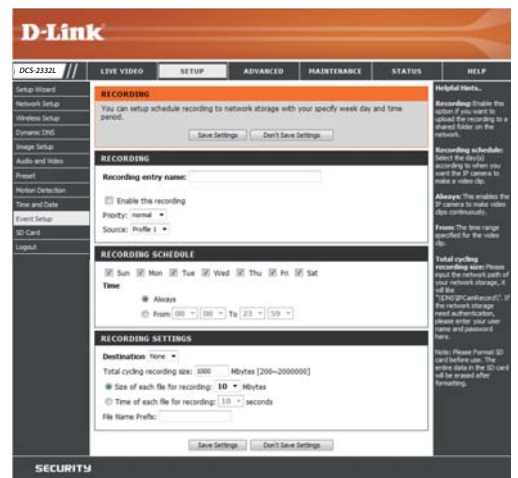 D-Link
DCS-2332L // LIVE VIDEO SETUP ADVANCED MAINTENANCE STATUS HELP
Setup Wizard
Network Setup
Wireless Setup
Dynamic DNS
Image Setup
Audio and Video
Preset
Motion Detection
Time and Date
Event Setup
SD Card
Logout
RECORDING
You can setup schedule recording to network storage with your specify week day and time
period.
Save Settings Don't Save Settings
RECORDING
Recording entry name:
Enable this recording
Priority: normal
Source: Profile 1
RECORDING SCHEDULE
Sun Mon Tue Wed Thu Fri Sat
Time
Always
From 00 : 00 To 23 : 59
RECORDING SETTINGS
Destination None
Total cycling recording size: 1000 Mbytes [200~2000000]
Size of each file for recording: 10 Mbytes
Time of each file for recording: 10 seconds
File Name Prefix:
Save Settings Don't Save Settings
Helpful Hints..
Recording: Enable this
option if you want to
upload the recording to a
shared folder on the
network.
Recording schedule:
Select the day(s)
according to when you
want the IP camera to
make a video clip.
Always: This enables the
IP camera to make video
clips continuously.
From: The time range
specified for the video
clip.
Total cycling
recording size: Please
input the network path of
your network storage, it
will like
the network storage
need authentication,
please enter your user
name and password
here.
Note: Please Format SD
card before use. The
entire data in the SD card
will be erased after
formatting.
SECURITY